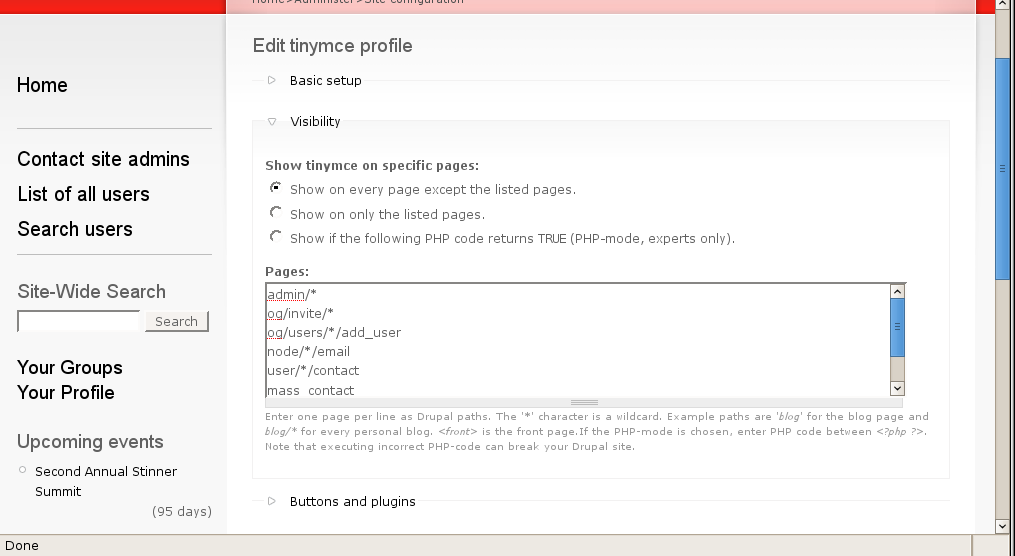 Home>Administer>Site configuration
Edit tinymce profile
Basic setup
Visibility
Show tinymce on specific pages:
Show on every page except the listed pages.
Show on only the listed pages.
Show if the following PHP code returns TRUE (PHP-mode, experts only).
Pages:
admin/*
og/invite/*
og/users/*/add_user
node/*/email
user/*/contact
mass_contact
Enter one page per line as Drupal paths. The '*' character is a wildcard. Example paths are 'blog' for the blog page and
blog/* for every personal blog. <front> is the front page.If the PHP-mode is chosen, enter PHP code between <?php ?>.
Note that executing incorrect PHP-code can break your Drupal site.
Buttons and plugins
Home
Contact site admins
List of all users
Search users
Site-Wide Search
Search
Your Groups
Your Profile
Upcoming events
Second Annual Stinner
Summit
(95 days)
Done